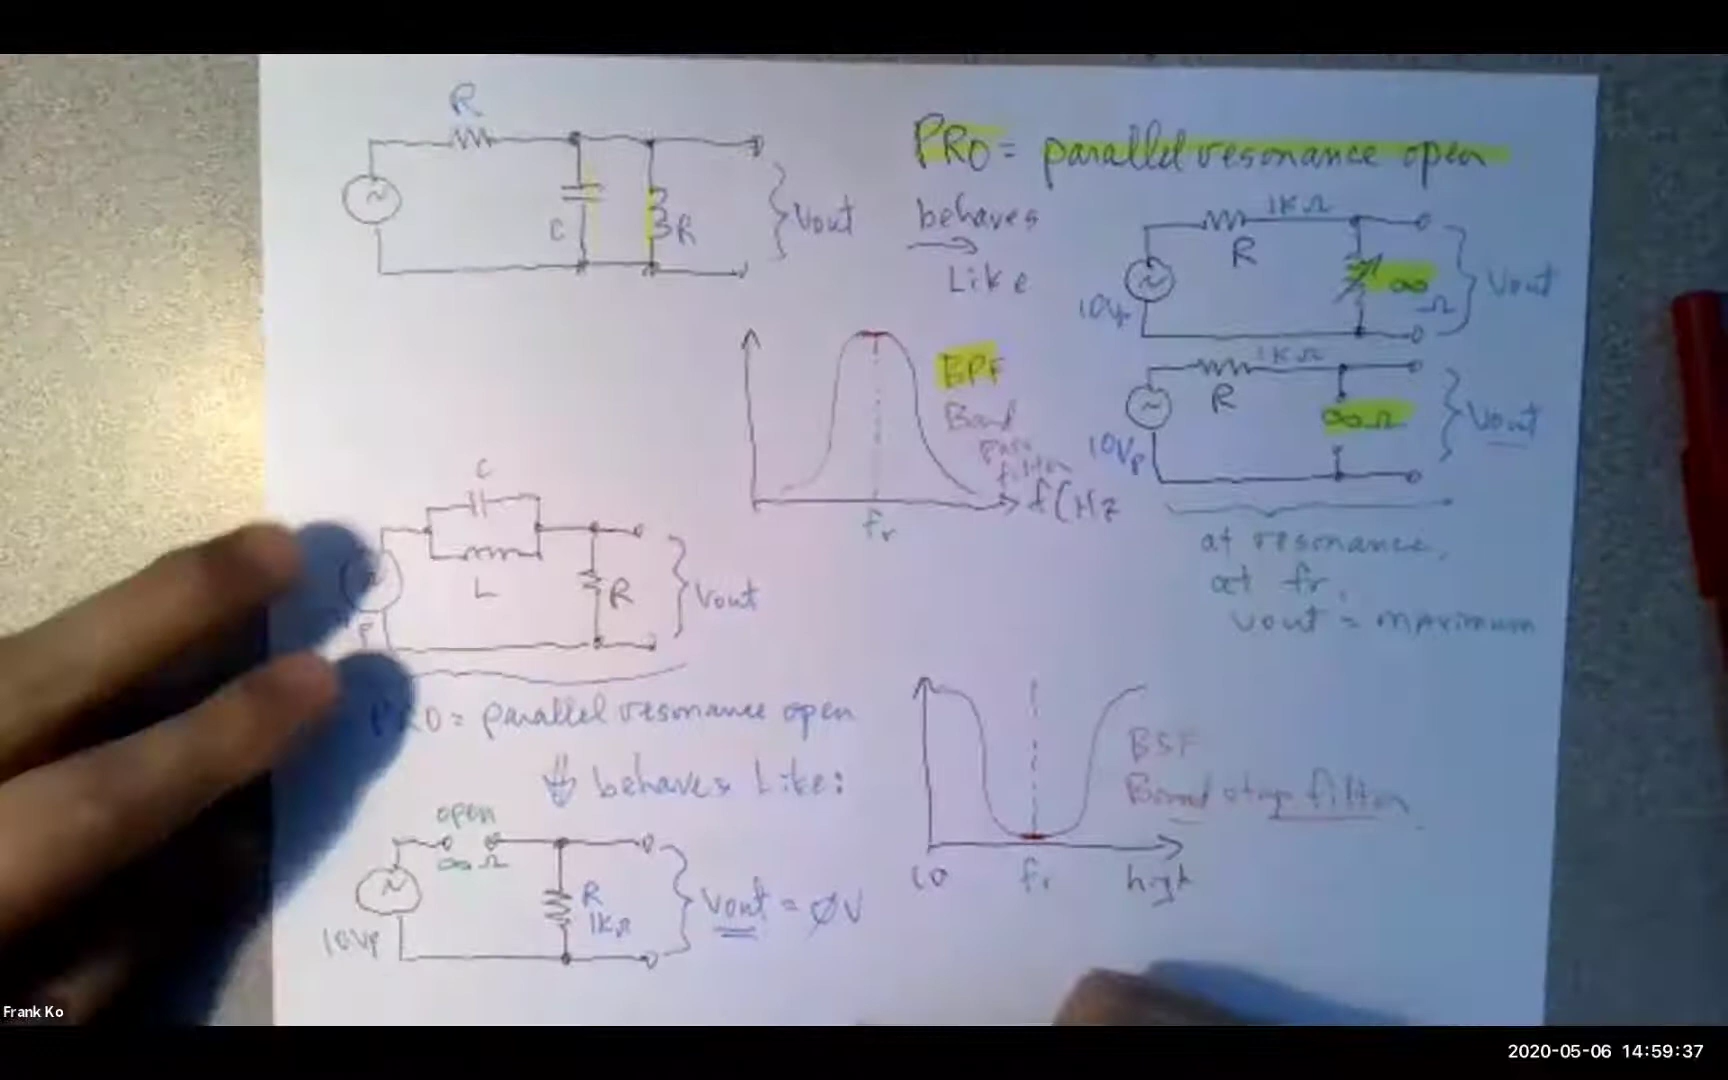 R
PRO = parallel resonance open
C
R
Vout
behaves
Like
1KΩ
R
10Vp
∞
Ω
Vout
BPF
Band
pass
filter
f(Hz
fr
1KΩ
R
10Vp
∞Ω
Vout
at resonance,
at fr,
Vout = maximum
C
L
R
Vout
PRO = parallel resonance open
behaves Like:
open
∞Ω
10Vp
R
1KΩ
Vout = ØV
BSF
Band stop filter
lo
fr
high
Frank Ko
2020-05-06 14:59:37